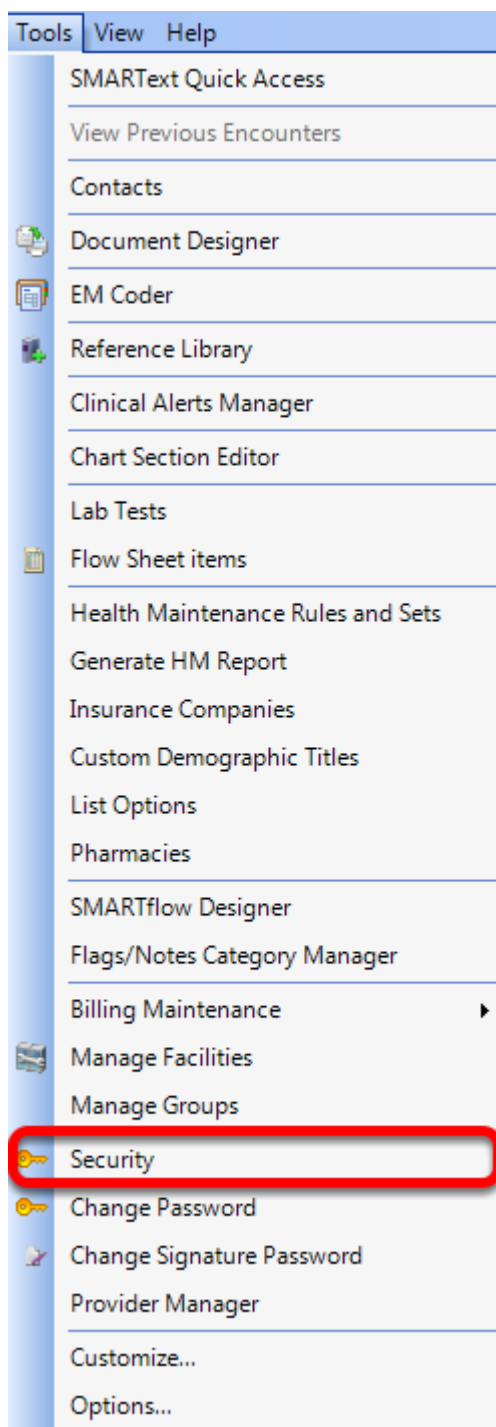 Tools View Help
SMARText Quick Access
View Previous Encounters
Contacts
Document Designer
EM Coder
Reference Library
Clinical Alerts Manager
Chart Section Editor
Lab Tests
Flow Sheet items
Health Maintenance Rules and Sets
Generate HM Report
Insurance Companies
Custom Demographic Titles
List Options
Pharmacies
SMARTflow Designer
Flags/Notes Category Manager
Billing Maintenance
Manage Facilities
Manage Groups
Security
Change Password
Change Signature Password
Provider Manager
Customize...
Options...